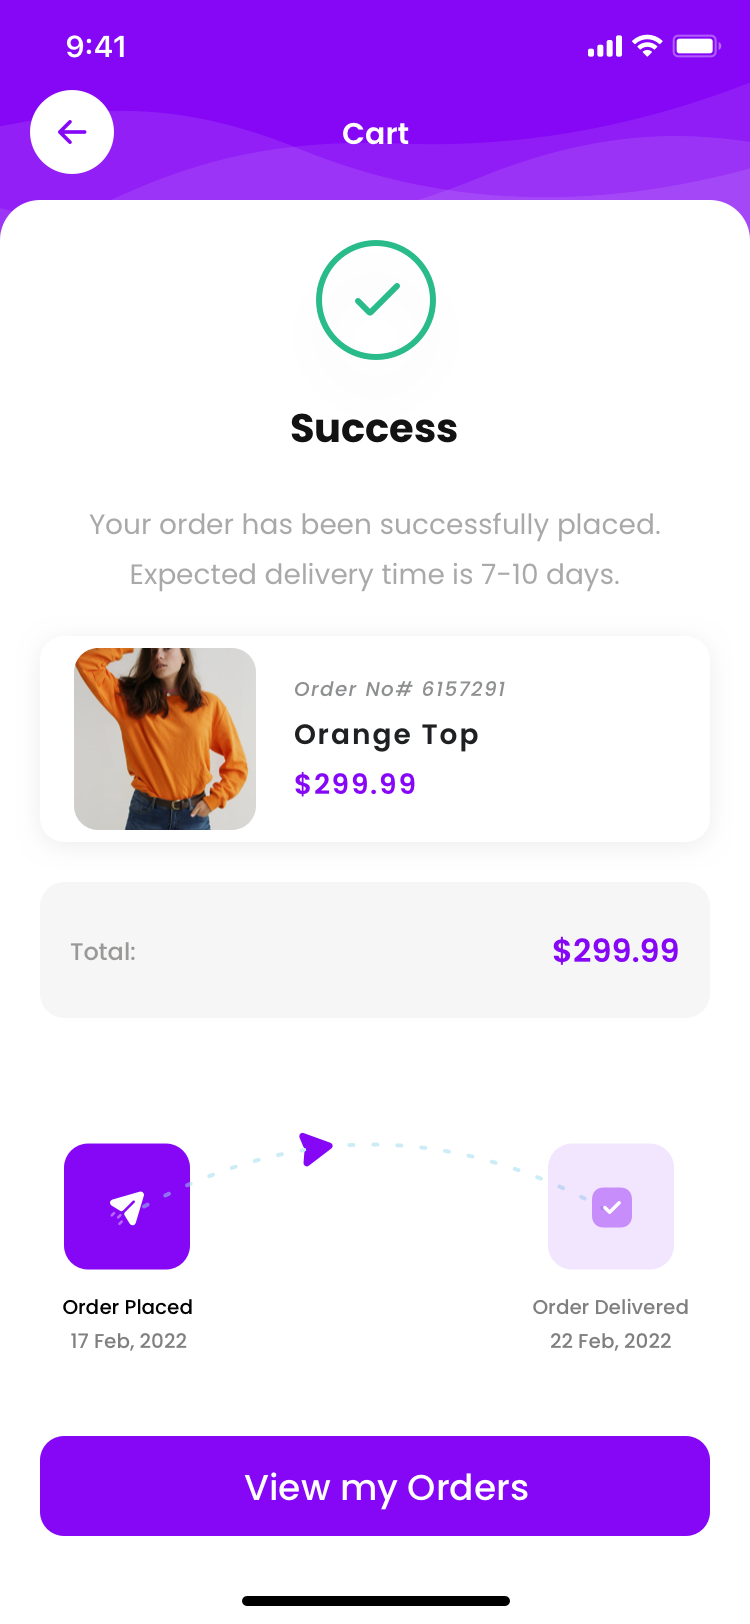 9:41
Cart
Success
Your order has been successfully placed.
Expected delivery time is 7-10 days.
Order No# 6157291
Orange Top
$299.99
Total:
$299.99
Order Placed
17 Feb, 2022
Order Delivered
22 Feb, 2022
View my Orders